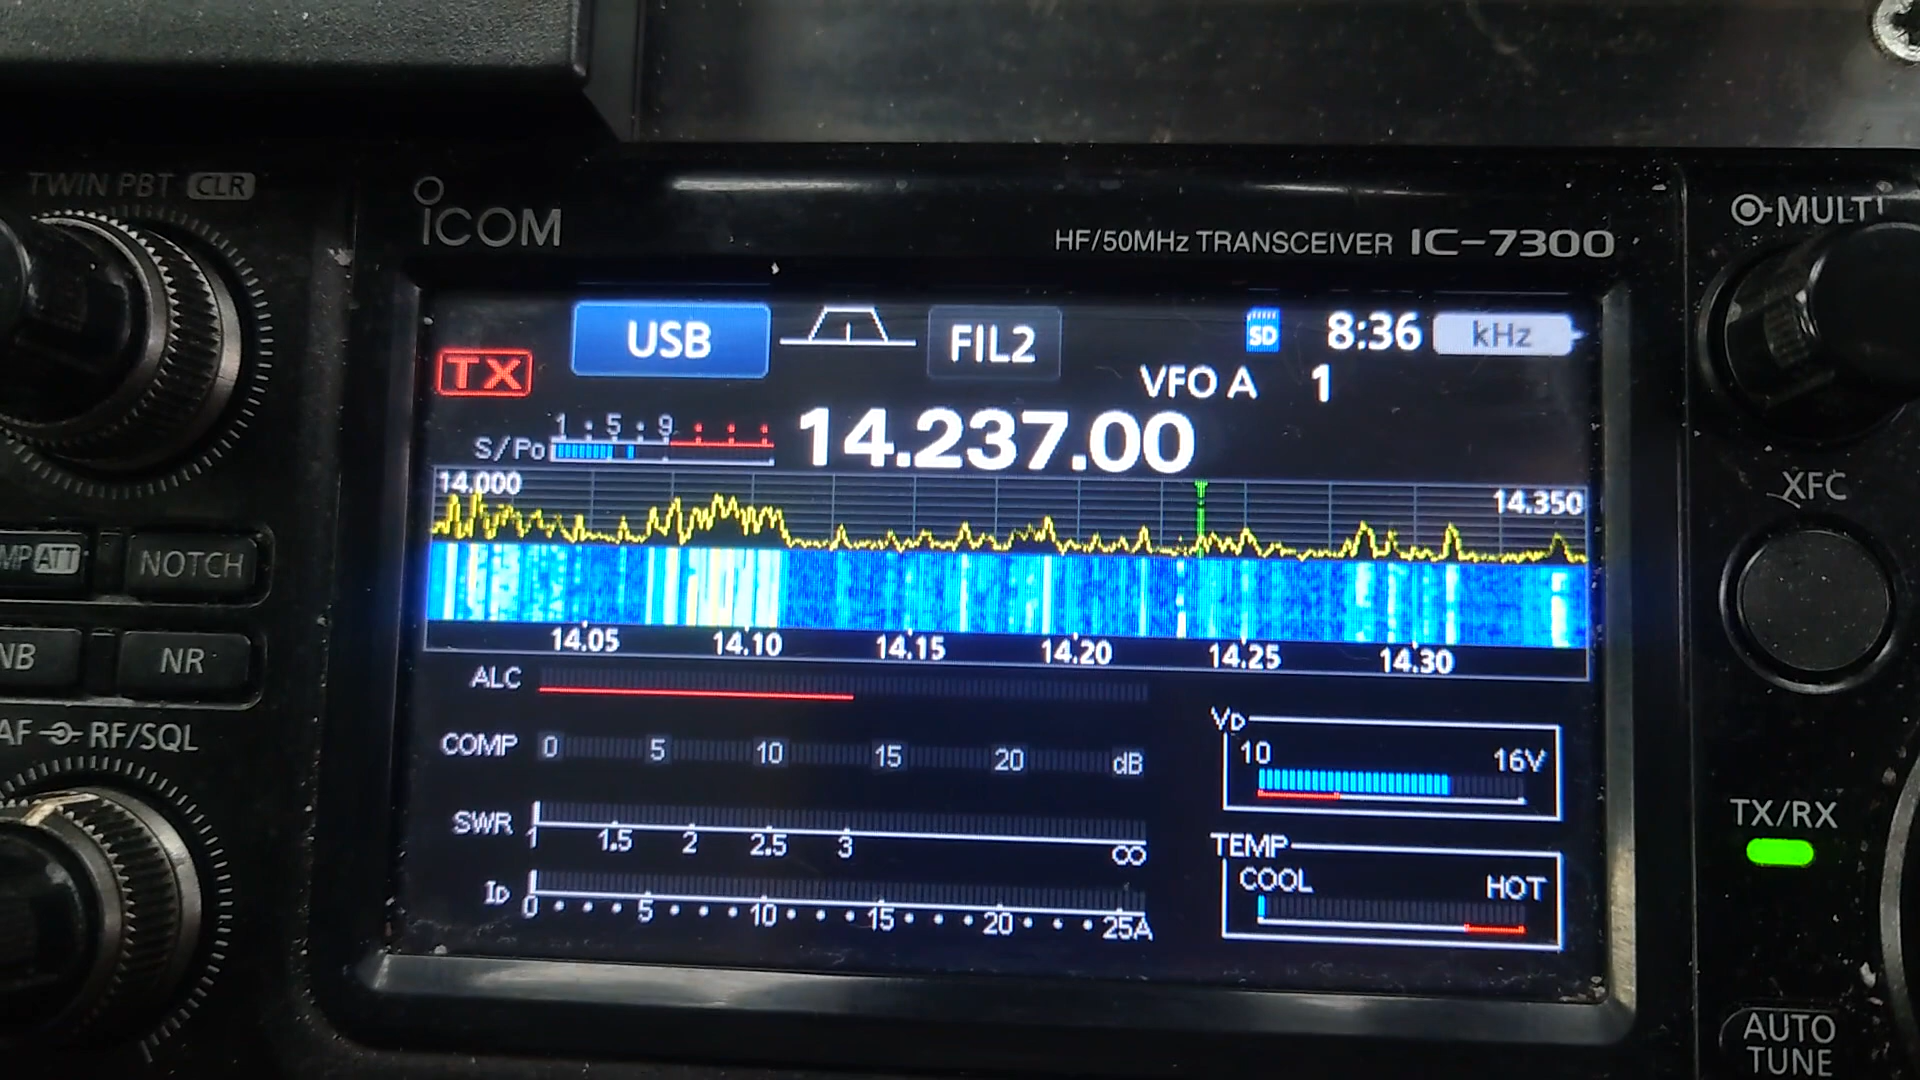 TWIN PBT CLR
ICOM
HF/50MHz TRANSCEIVER IC-7300
MULTI
TX
USB
FIL2
SD
8:36
kHz
VFO A 1
S/Po 1 5 9
14.237.00
14.000
14.350
14.05 14.10 14.15 14.20 14.25 14.30
ALC
COMP 0 5 10 15 20 dB
SWR 1 1.5 2 2.5 3 ∞
ID 0 5 10 15 20 25A
VD
10 16V
TEMP
COOL HOT
MP ATT
NOTCH
NB
NR
AF RF/SQL
XFC
TX/RX
AUTO
TUNE